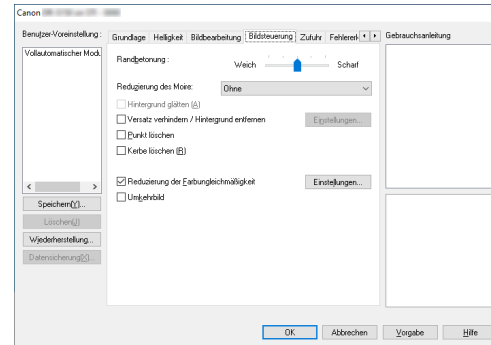 Canon
Benutzer-Voreinstellung :
Vollautomatischer Modu
Speichern(Y)...
Löschen(J)
Wiederherstellung...
Datensicherung(K)...
Grundlage Helligkeit Bildbearbeitung Bildsteuerung Zufuhr Fehlererk
Randbetonung :
Weich Scharf
Reduzierung des Moire: Ohne
Hintergrund glätten (A)
Versatz verhindern / Hintergrund entfernen Einstellungen...
Punkt löschen
Kerbe löschen (R)
Reduzierung der Farbungleichmäßigkeit Einstellungen...
Umkehrbild
Gebrauchsanleitung
OK Abbrechen Vorgabe Hilfe